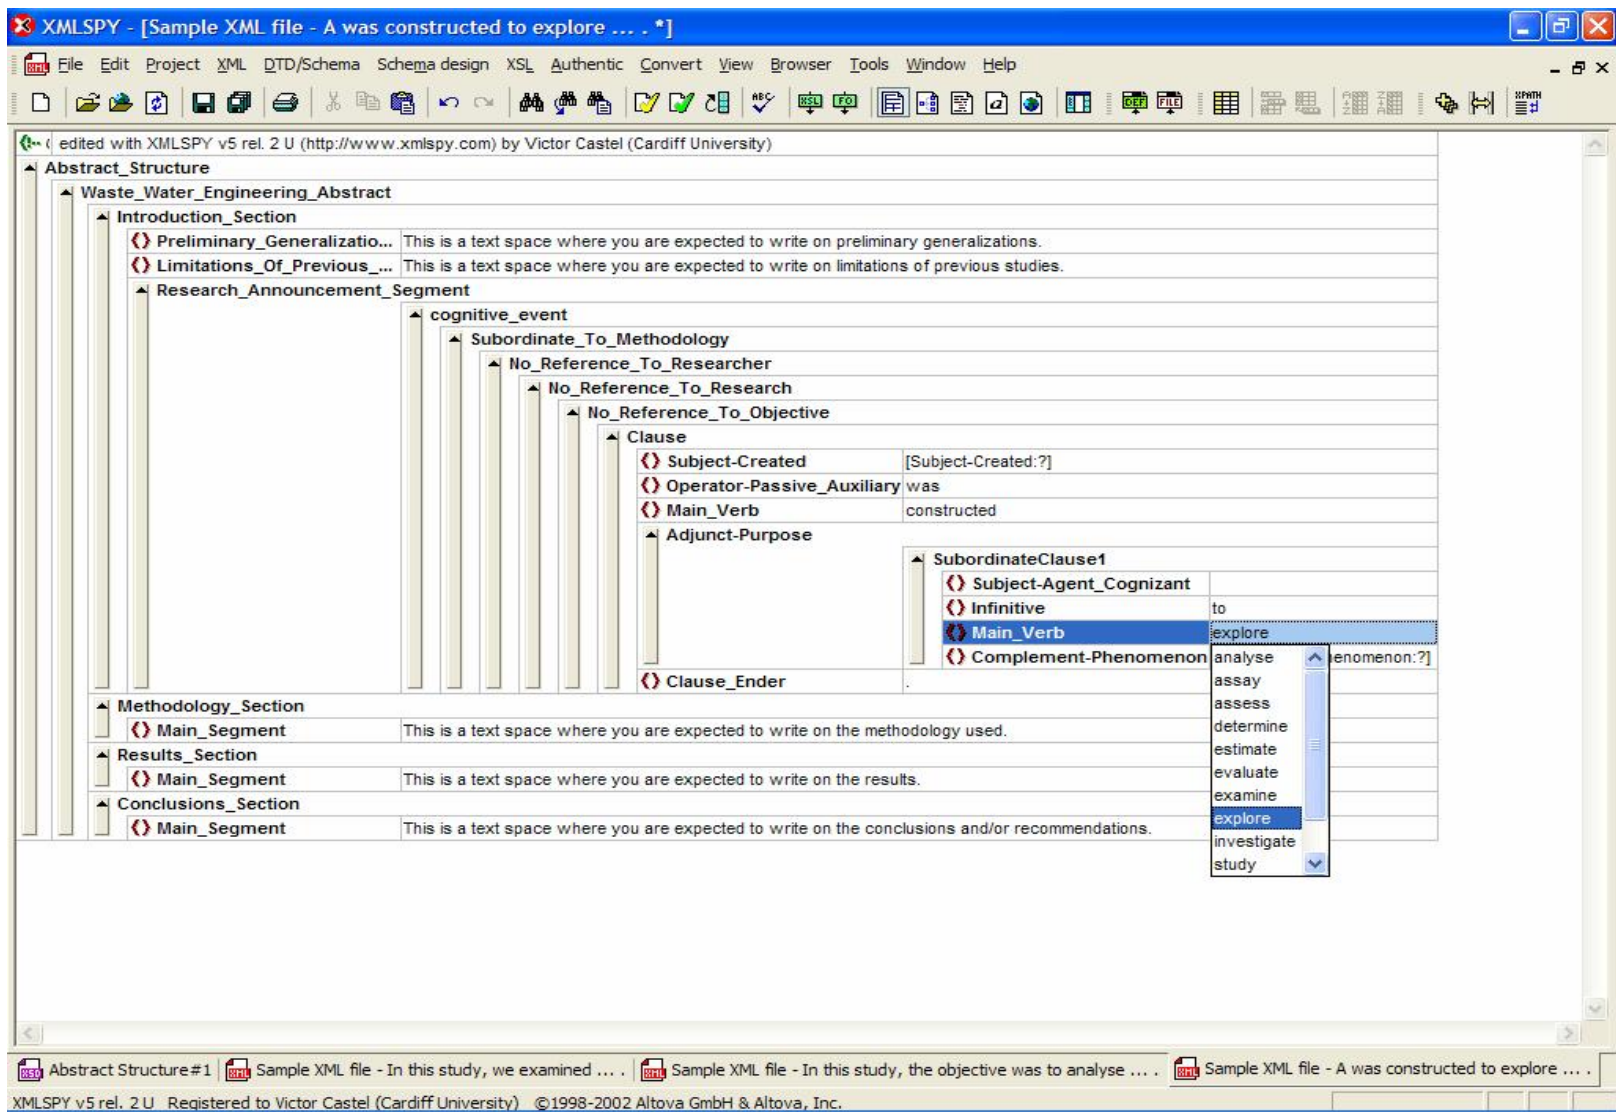 XMLSPY - [Sample XML file - A was constructed to explore ... . *]
File Edit Project XML DTD/Schema Schema design XSL Authentic Convert View Browser Tools Window Help
edited with XMLSPY v5 rel. 2 U (http://www.xmlspy.com) by Victor Castel (Cardiff University)
Abstract_Structure
Waste_Water_Engineering_Abstract
Introduction_Section
Preliminary_Generalizatio... This is a text space where you are expected to write on preliminary generalizations.
Limitations_Of_Previous_... This is a text space where you are expected to write on limitations of previous studies.
Research_Announcement_Segment
cognitive_event
Subordinate_To_Methodology
No_Reference_To_Researcher
No_Reference_To_Research
No_Reference_To_Objective
Clause
Subject-Created [Subject-Created:?]
Operator-Passive_Auxiliary was
Main_Verb constructed
Adjunct-Purpose
SubordinateClause1
Subject-Agent_Cognizant
Infinitive to
Main_Verb explore
Complement-Phenomenon enomenon:?]
analyse
assay
assess
determine
estimate
evaluate
examine
explore
investigate
study
Clause_Ender .
Methodology_Section
Main_Segment This is a text space where you are expected to write on the methodology used.
Results_Section
Main_Segment This is a text space where you are expected to write on the results.
Conclusions_Section
Main_Segment This is a text space where you are expected to write on the conclusions and/or recommendations.
Abstract Structure#1 Sample XML file - In this study, we examined ... . Sample XML file - In this study, the objective was to analyse ... . Sample XML file - A was constructed to explore ... .
XMLSPY v5 rel. 2 U Registered to Victor Castel (Cardiff University) ©1998-2002 Altova GmbH & Altova, Inc.